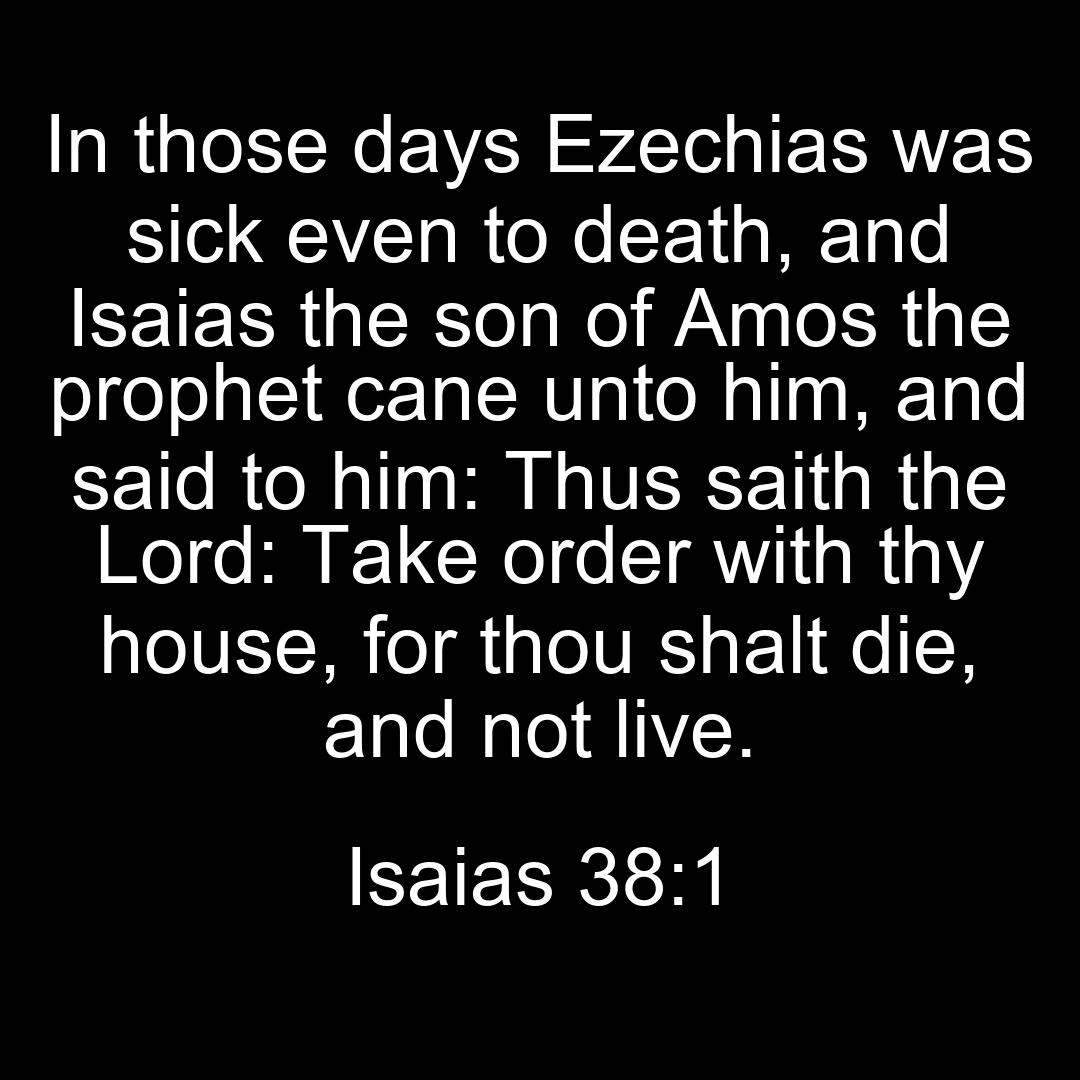 In those days Ezechias was
sick even to death, and
Isaias the son of Amos the
prophet cane unto him, and
said to him: Thus saith the
Lord: Take order with thy
house, for thou shalt die,
and not live.
Isaias 38:1